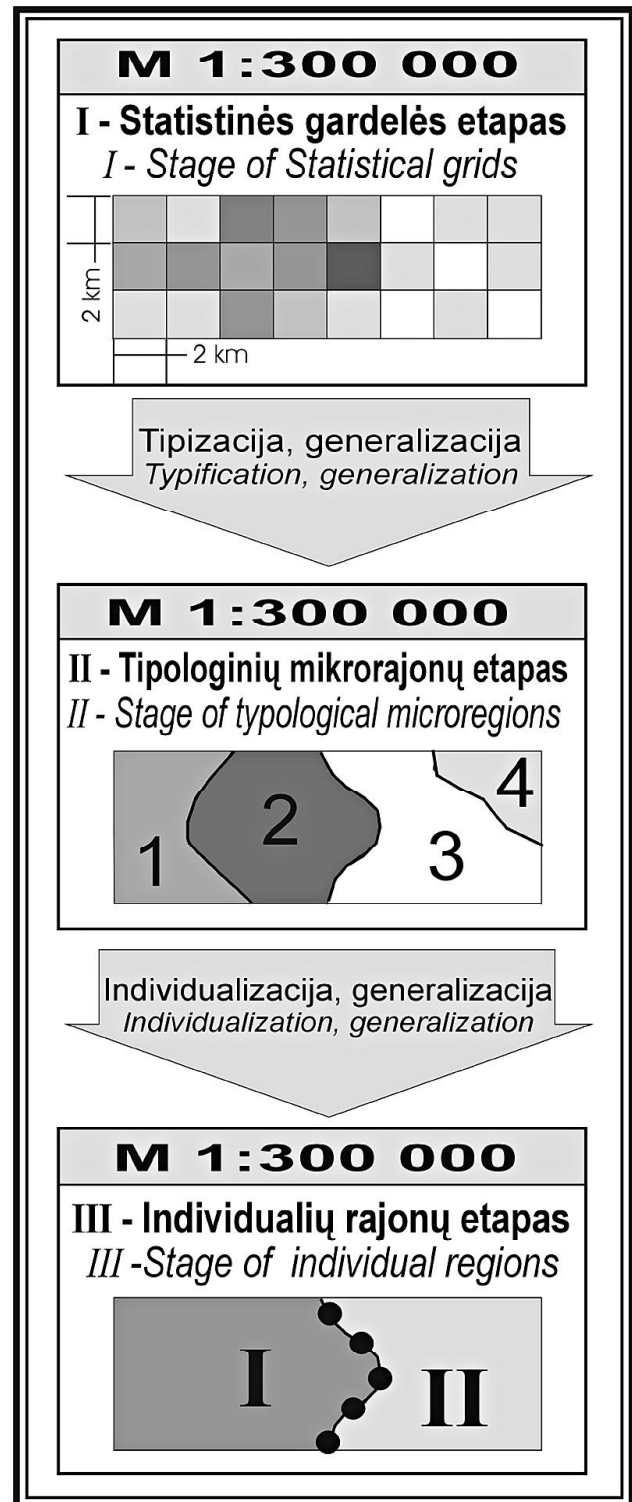 M 1:300 000
I - Statistinės gardelės etapas
I - Stage of Statistical grids
2 km
2 km
Tipizacija, generalizacija
Typification, generalization
M 1:300 000
II - Tipologinių mikrorajonų etapas
II - Stage of typological microregions
1
2
3
4
Individualizacija, generalizacija
Individualization, generalization
M 1:300 000
III - Individualių rajonų etapas
III -Stage of individual regions
I
II